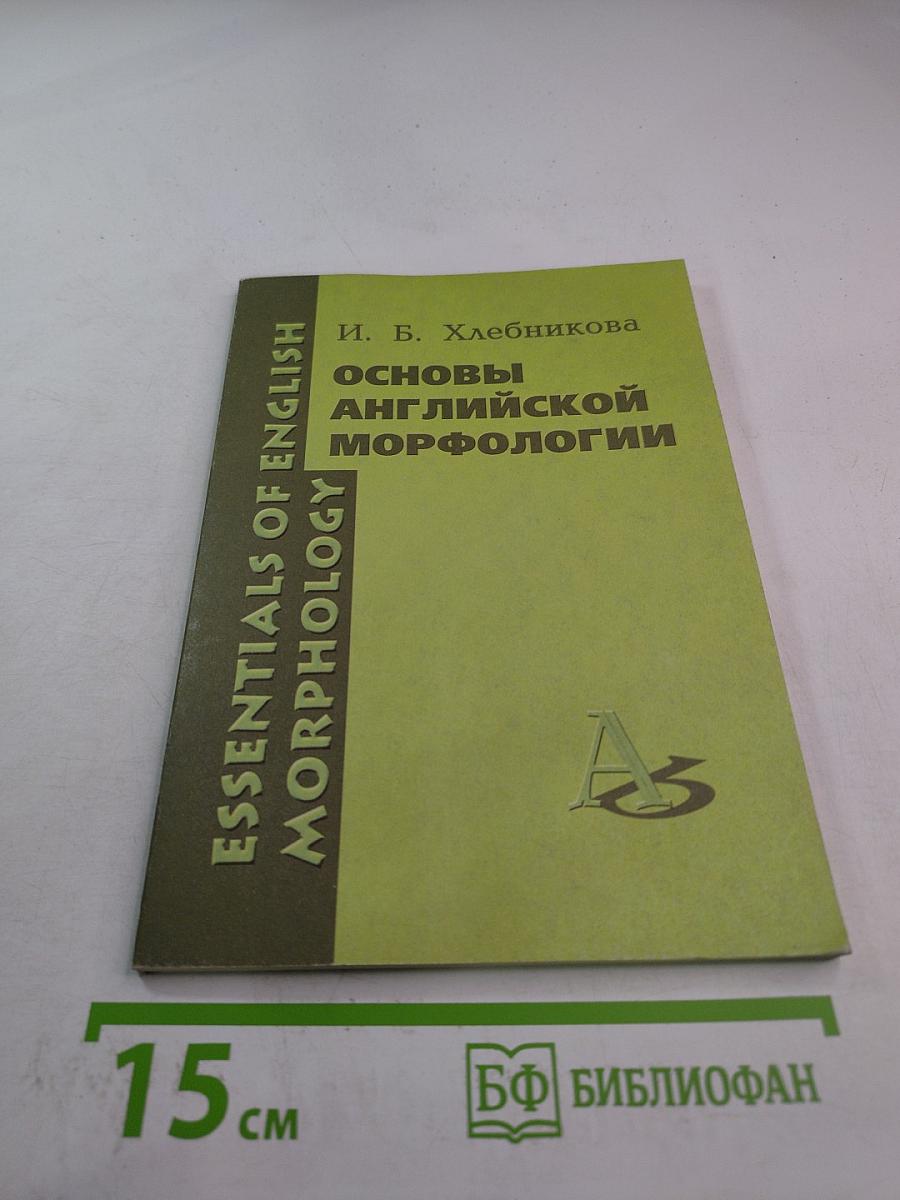 И. Б. Хлебникова
ОСНОВЫ
АНГЛИЙСКОЙ
МОРФОЛОГИИ
ESSENTIALS OF ENGLISH
MORPHOLOGY
15 см
БФ БИБЛИОФАН